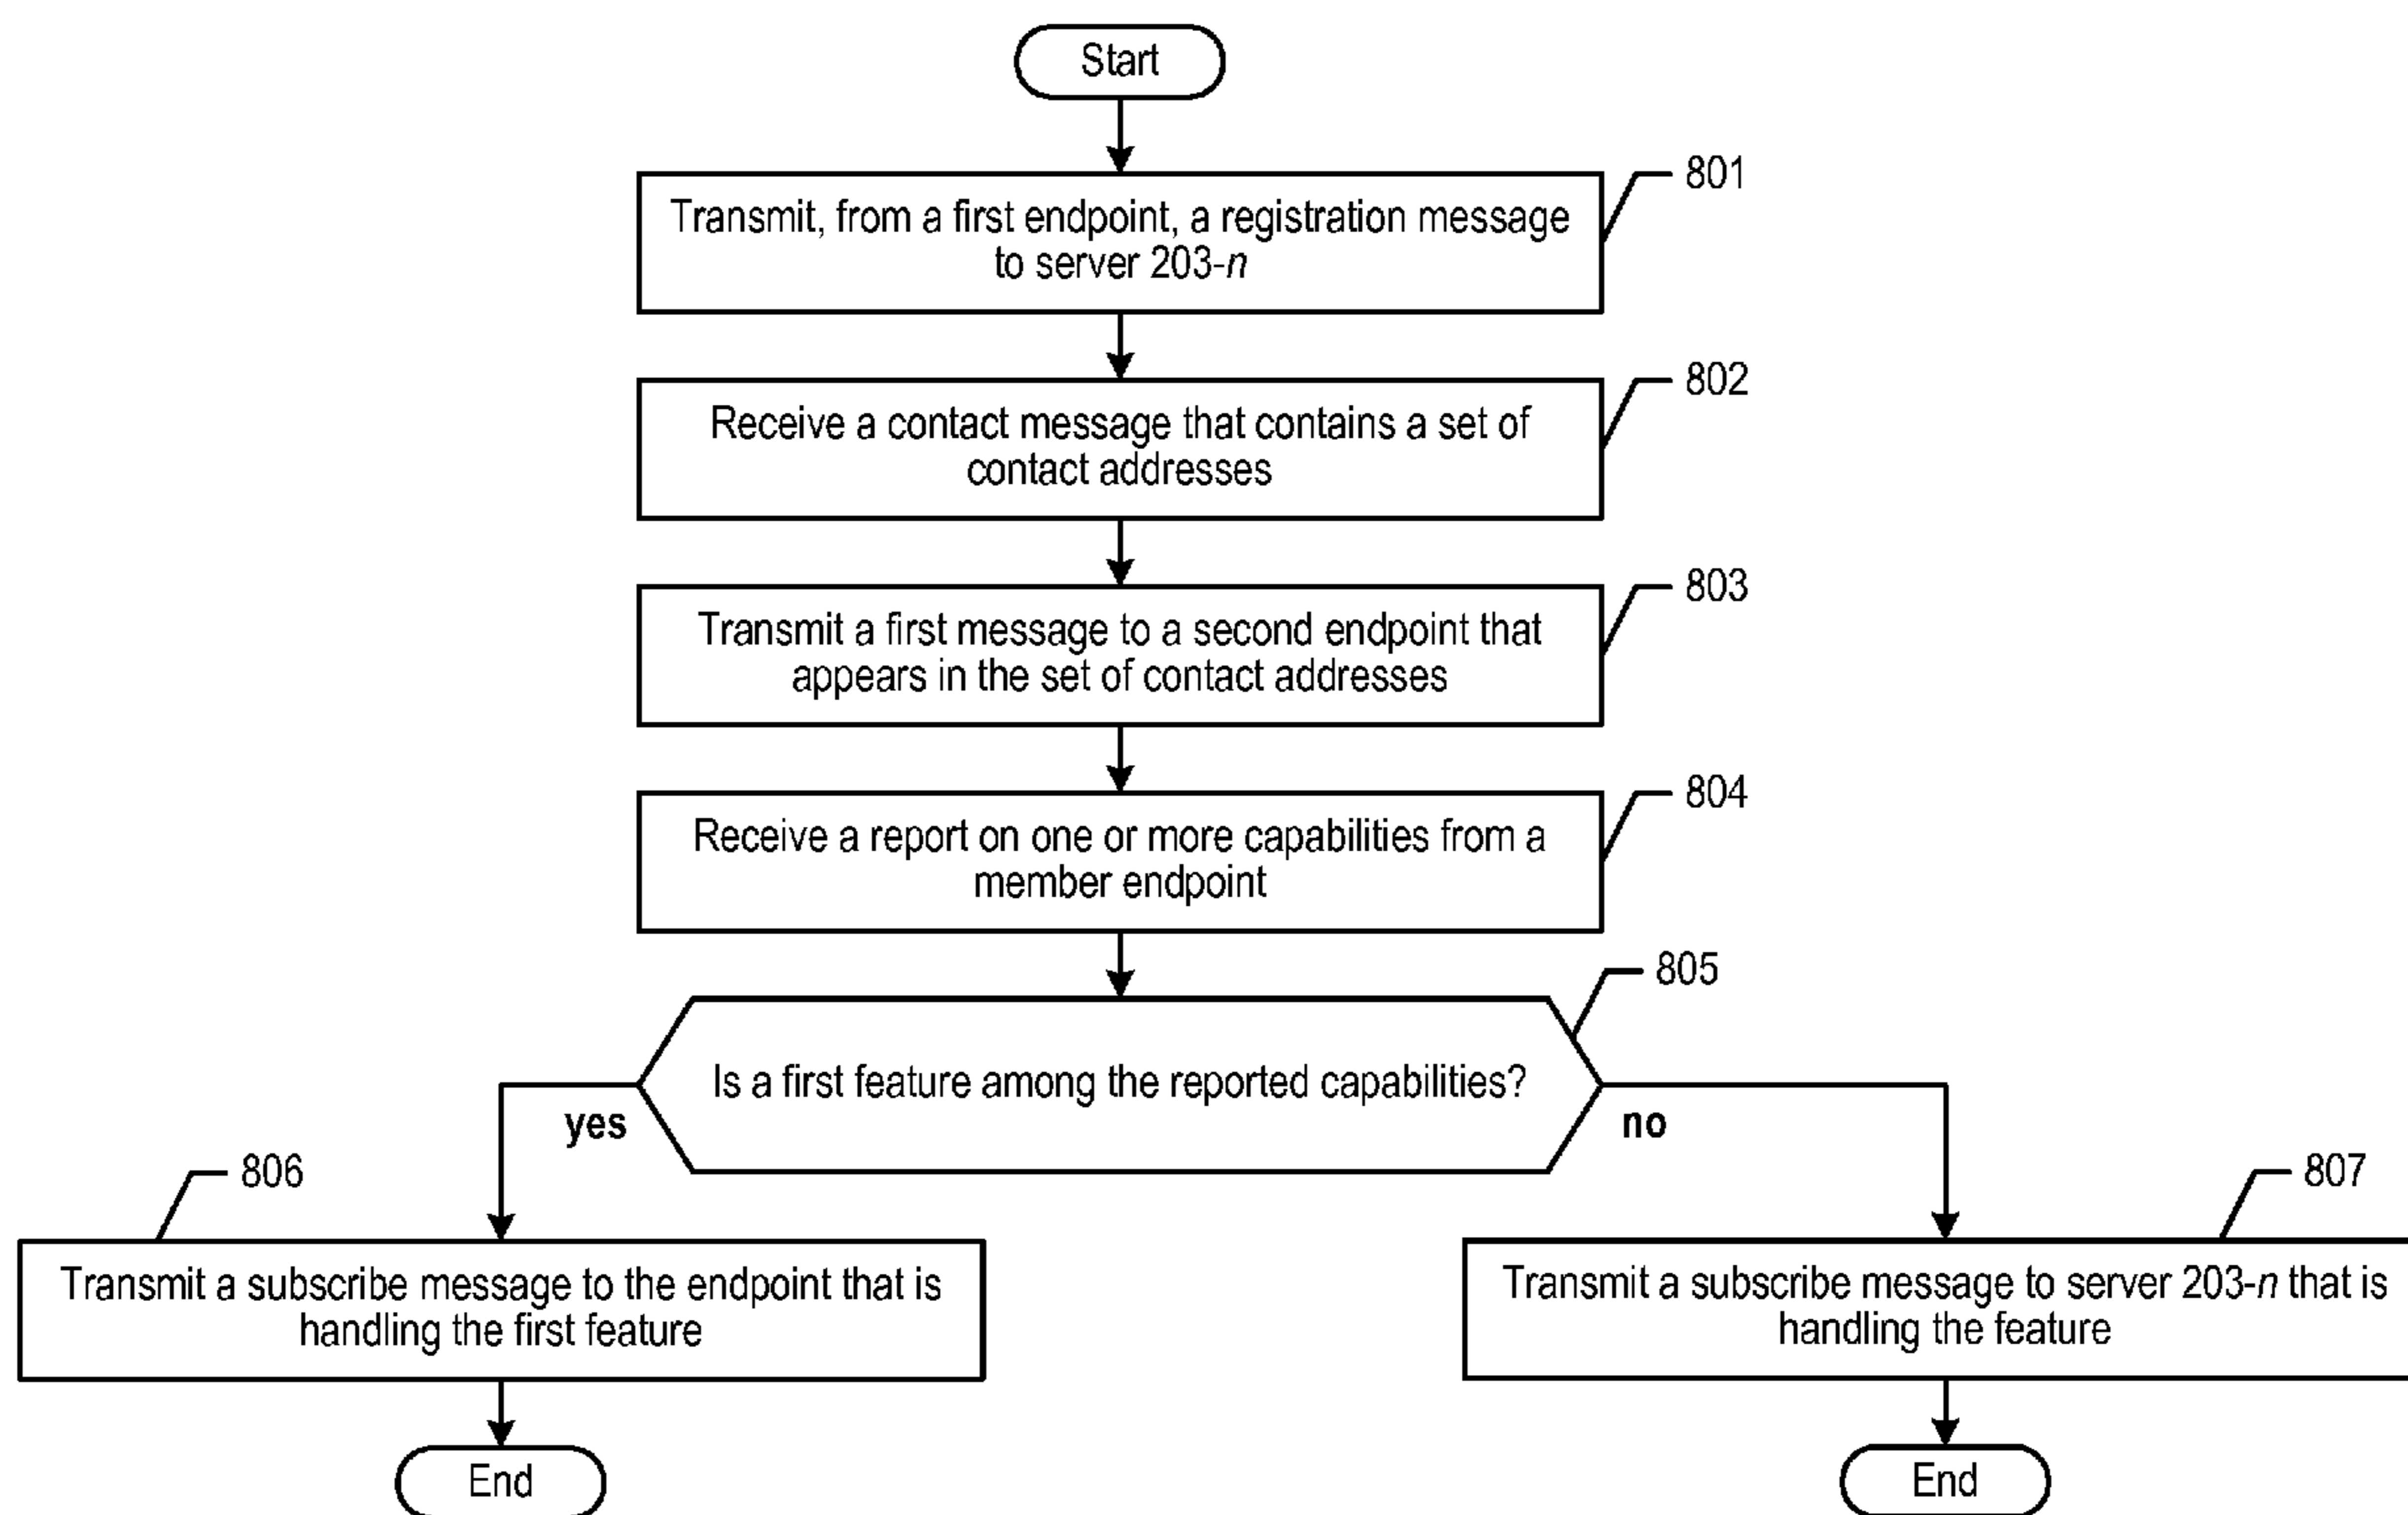 Start
801
Transmit, from a first endpoint, a registration message
to server 203-n
802
Receive a contact message that contains a set of
contact addresses
803
Transmit a first message to a second endpoint that
appears in the set of contact addresses
804
Receive a report on one or more capabilities from a
member endpoint
805
Is a first feature among the reported capabilities?
yes
no
806
Transmit a subscribe message to the endpoint that is
handling the first feature
807
Transmit a subscribe message to server 203-n that is
handling the feature
End
End